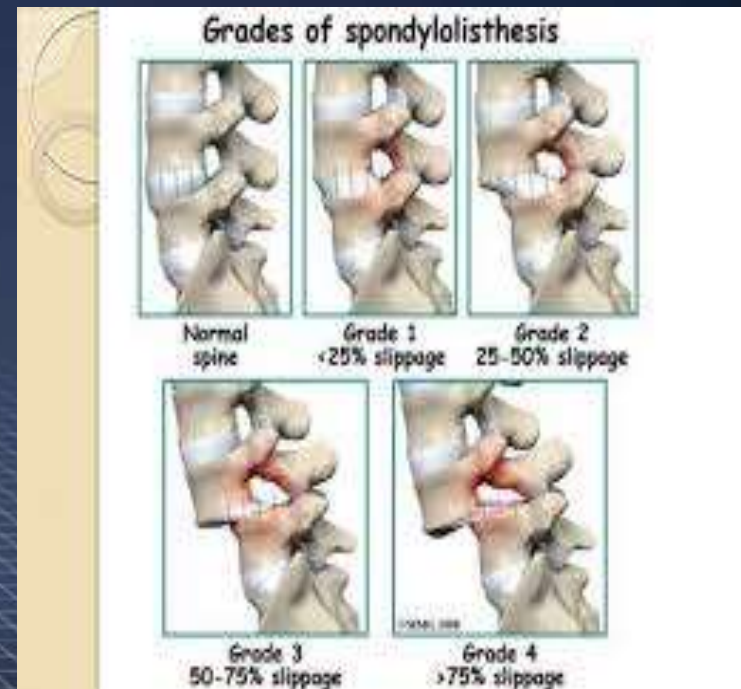 Grades of spondylolisthesis
Normal
spine
Grade 1
<25% slippage
Grade 2
25-50% slippage
Grade 3
50-75% slippage
Grade 4
>75% slippage